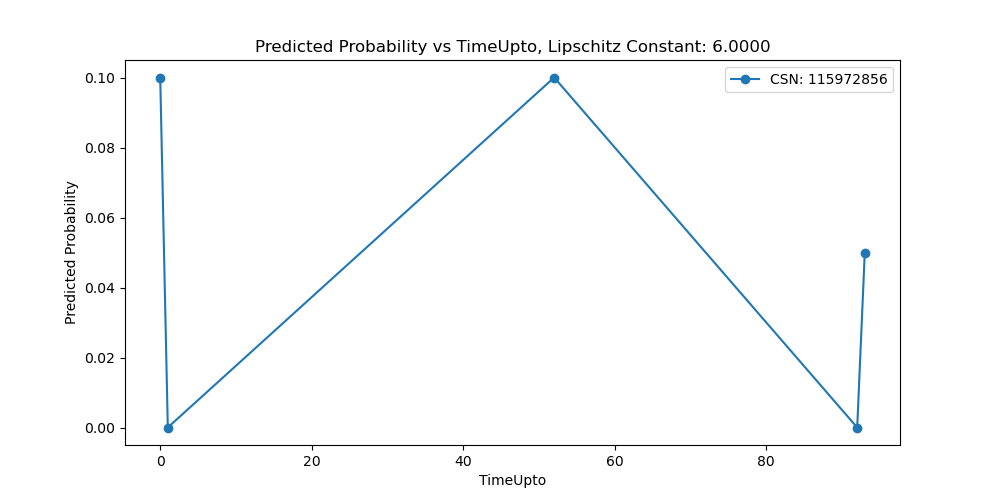 Predicted Probability vs TimeUpto, Lipschitz Constant: 6.0000
CSN: 115972856
Predicted Probability
0.10
0.08
0.06
0.04
0.02
0.00
0 20 40 60 80
TimeUpto